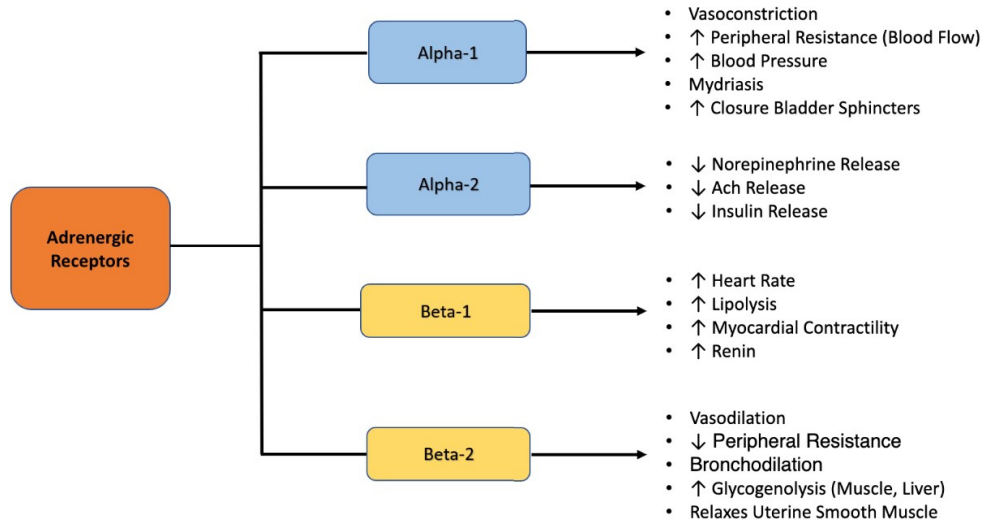 Adrenergic
Receptors
Alpha-1
• Vasoconstriction
• ↑ Peripheral Resistance (Blood Flow)
• ↑ Blood Pressure
• Mydriasis
• ↑ Closure Bladder Sphincters
Alpha-2
• ↓ Norepinephrine Release
• ↓ Ach Release
• ↓ Insulin Release
Beta-1
• ↑ Heart Rate
• ↑ Lipolysis
• ↑ Myocardial Contractility
• ↑ Renin
Beta-2
• Vasodilation
• ↓ Peripheral Resistance
• Bronchodilation
• ↑ Glycogenolysis (Muscle, Liver)
• Relaxes Uterine Smooth Muscle